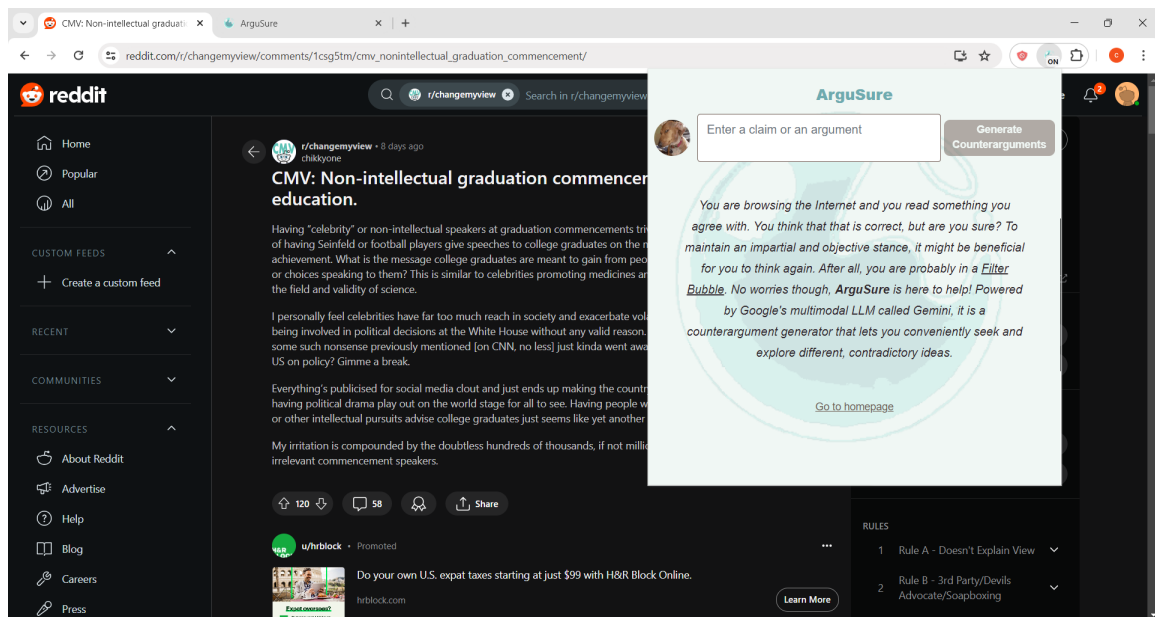 CMV: Non-intellectual graduati
ArguSure
reddit.com/r/changemyview/comments/1csg5tm/cmv_nonintellectual_graduation_commencement/
ON
C
reddit
r/changemyview
Search in r/changemyview
2
Home
Popular
All
CUSTOM FEEDS
Create a custom feed
RECENT
COMMUNITIES
RESOURCES
About Reddit
Advertise
Help
Blog
Careers
Press
r/changemyview • 8 days ago
chikkyone
CMV: Non-intellectual graduation commencer
education.
Having "celebrity" or non-intellectual speakers at graduation commencements triv
of having Seinfeld or football players give speeches to college graduates on the n
achievement. What is the message college graduates are meant to gain from peo
or choices speaking to them? This is similar to celebrities promoting medicines ar
the field and validity of science.
I personally feel celebrities have far too much reach in society and exacerbate vola
being involved in political decisions at the White House without any valid reason.
some such nonsense previously mentioned [on CNN, no less] just kinda went awa
US on policy? Gimme a break.
Everything's publicised for social media clout and just ends up making the countr
having political drama play out on the world stage for all to see. Having people w
or other intellectual pursuits advise college graduates just seems like yet another
My irritation is compounded by the doubtless hundreds of thousands, if not millic
irrelevant commencement speakers.
120
58
Share
u/hrblock • Promoted
Do your own U.S. expat taxes starting at just $99 with H&R Block Online.
hrblock.com
Learn More
H&R
Expat overseas?
ArguSure
Enter a claim or an argument
Generate
Counterarguments
You are browsing the Internet and you read something you
agree with. You think that that is correct, but are you sure? To
maintain an impartial and objective stance, it might be beneficial
for you to think again. After all, you are probably in a Filter
Bubble. No worries though, ArguSure is here to help! Powered
by Google's multimodal LLM called Gemini, it is a
counterargument generator that lets you conveniently seek and
explore different, contradictory ideas.
Go to homepage
RULES
1 Rule A - Doesn't Explain View
2 Rule B - 3rd Party/Devils
Advocate/Soapboxing